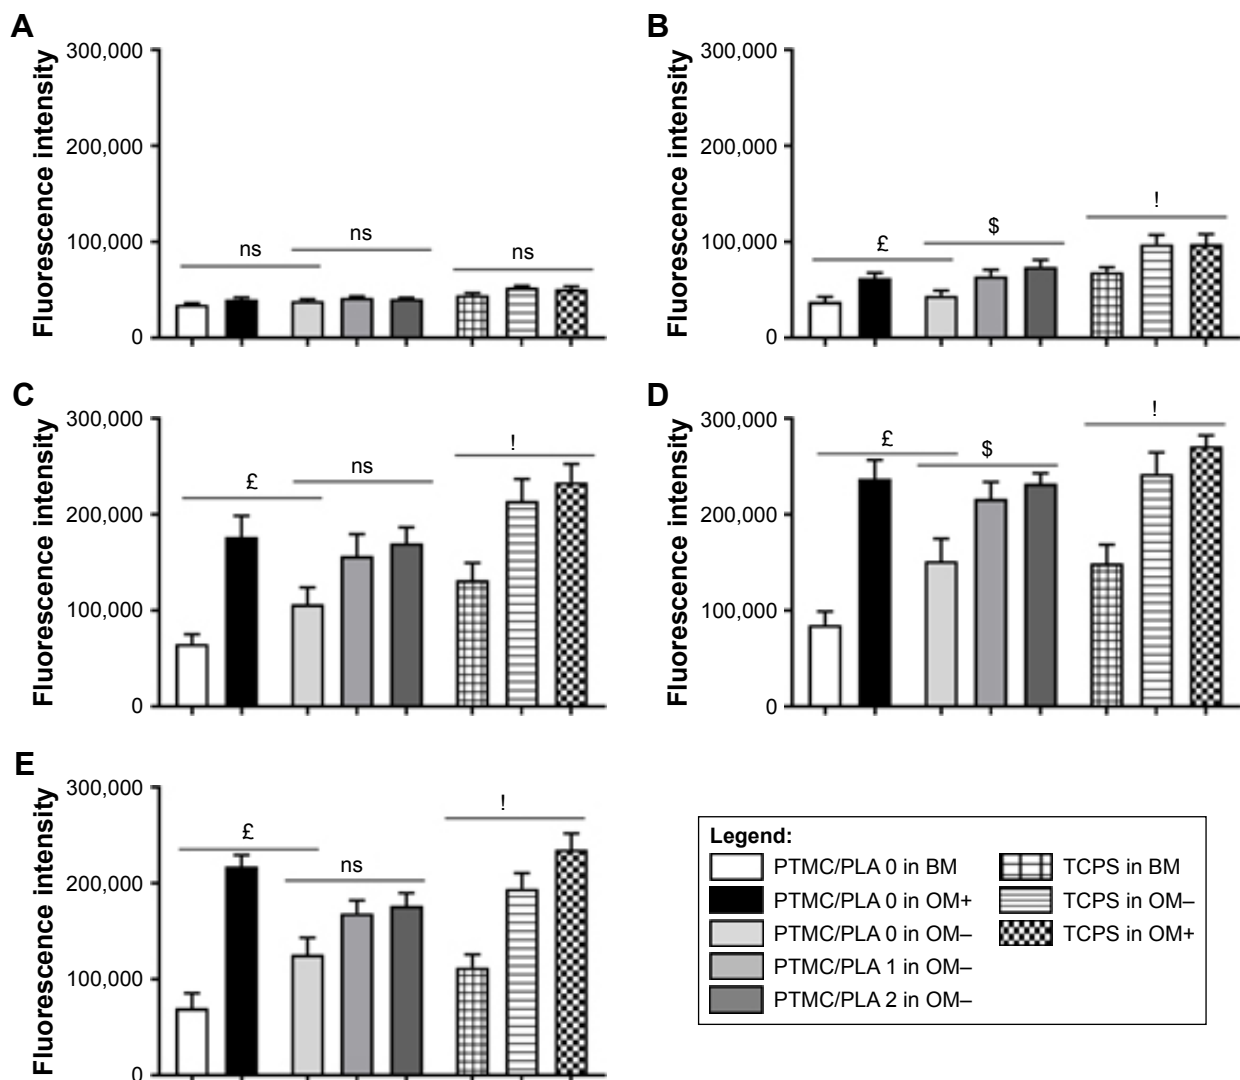 A
Fluorescence intensity
300,000
200,000
100,000
0
ns
ns
ns
B
Fluorescence intensity
300,000
200,000
100,000
0
£
$
!
C
Fluorescence intensity
300,000
200,000
100,000
0
£
ns
!
D
Fluorescence intensity
300,000
200,000
100,000
0
£
$
!
E
Fluorescence intensity
300,000
200,000
100,000
0
£
ns
!
Legend:
PTMC/PLA 0 in BM
PTMC/PLA 0 in OM+
PTMC/PLA 0 in OM–
PTMC/PLA 1 in OM–
PTMC/PLA 2 in OM–
TCPS in BM
TCPS in OM–
TCPS in OM+